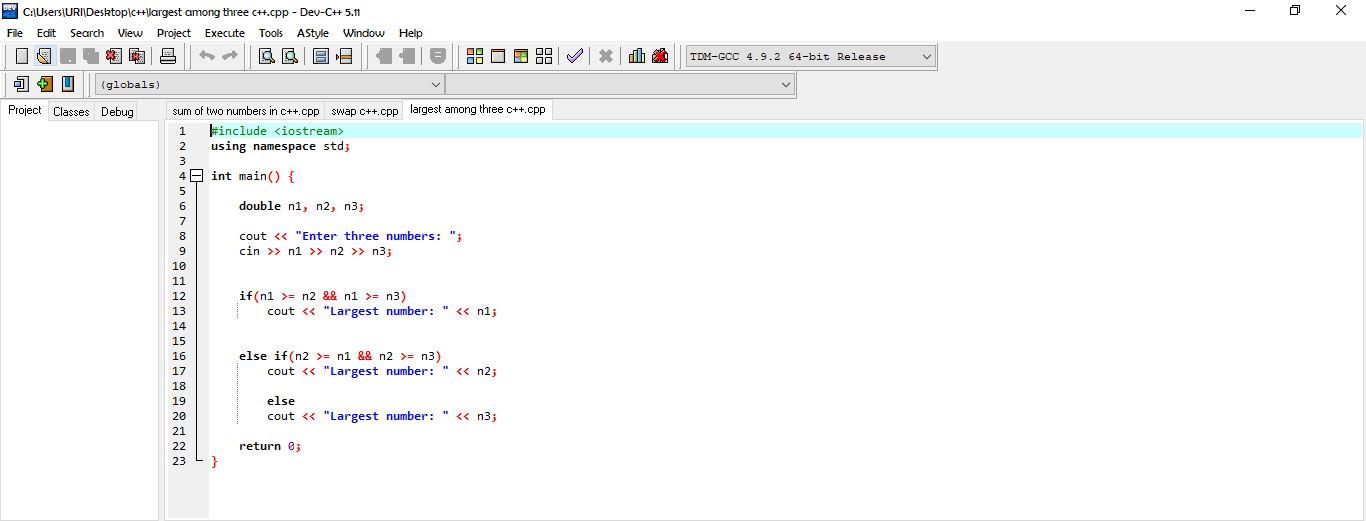 C:\Users\URI\Desktop\c++\largest among three c++.cpp - Dev-C++ 5.11
File Edit Search View Project Execute Tools AStyle Window Help
TDM-GCC 4.9.2 64-bit Release
(globals)
Project Classes Debug
sum of two numbers in c++.cpp swap c++.cpp largest among three c++.cpp
1 #include <iostream>
2 using namespace std;
3
4 int main() {
5
6 double n1, n2, n3;
7
8 cout << "Enter three numbers: ";
9 cin >> n1 >> n2 >> n3;
10
11
12 if(n1 >= n2 && n1 >= n3)
13 cout << "Largest number: " << n1;
14
15
16 else if(n2 >= n1 && n2 >= n3)
17 cout << "Largest number: " << n2;
18
19 else
20 cout << "Largest number: " << n3;
21
22 return 0;
23 }